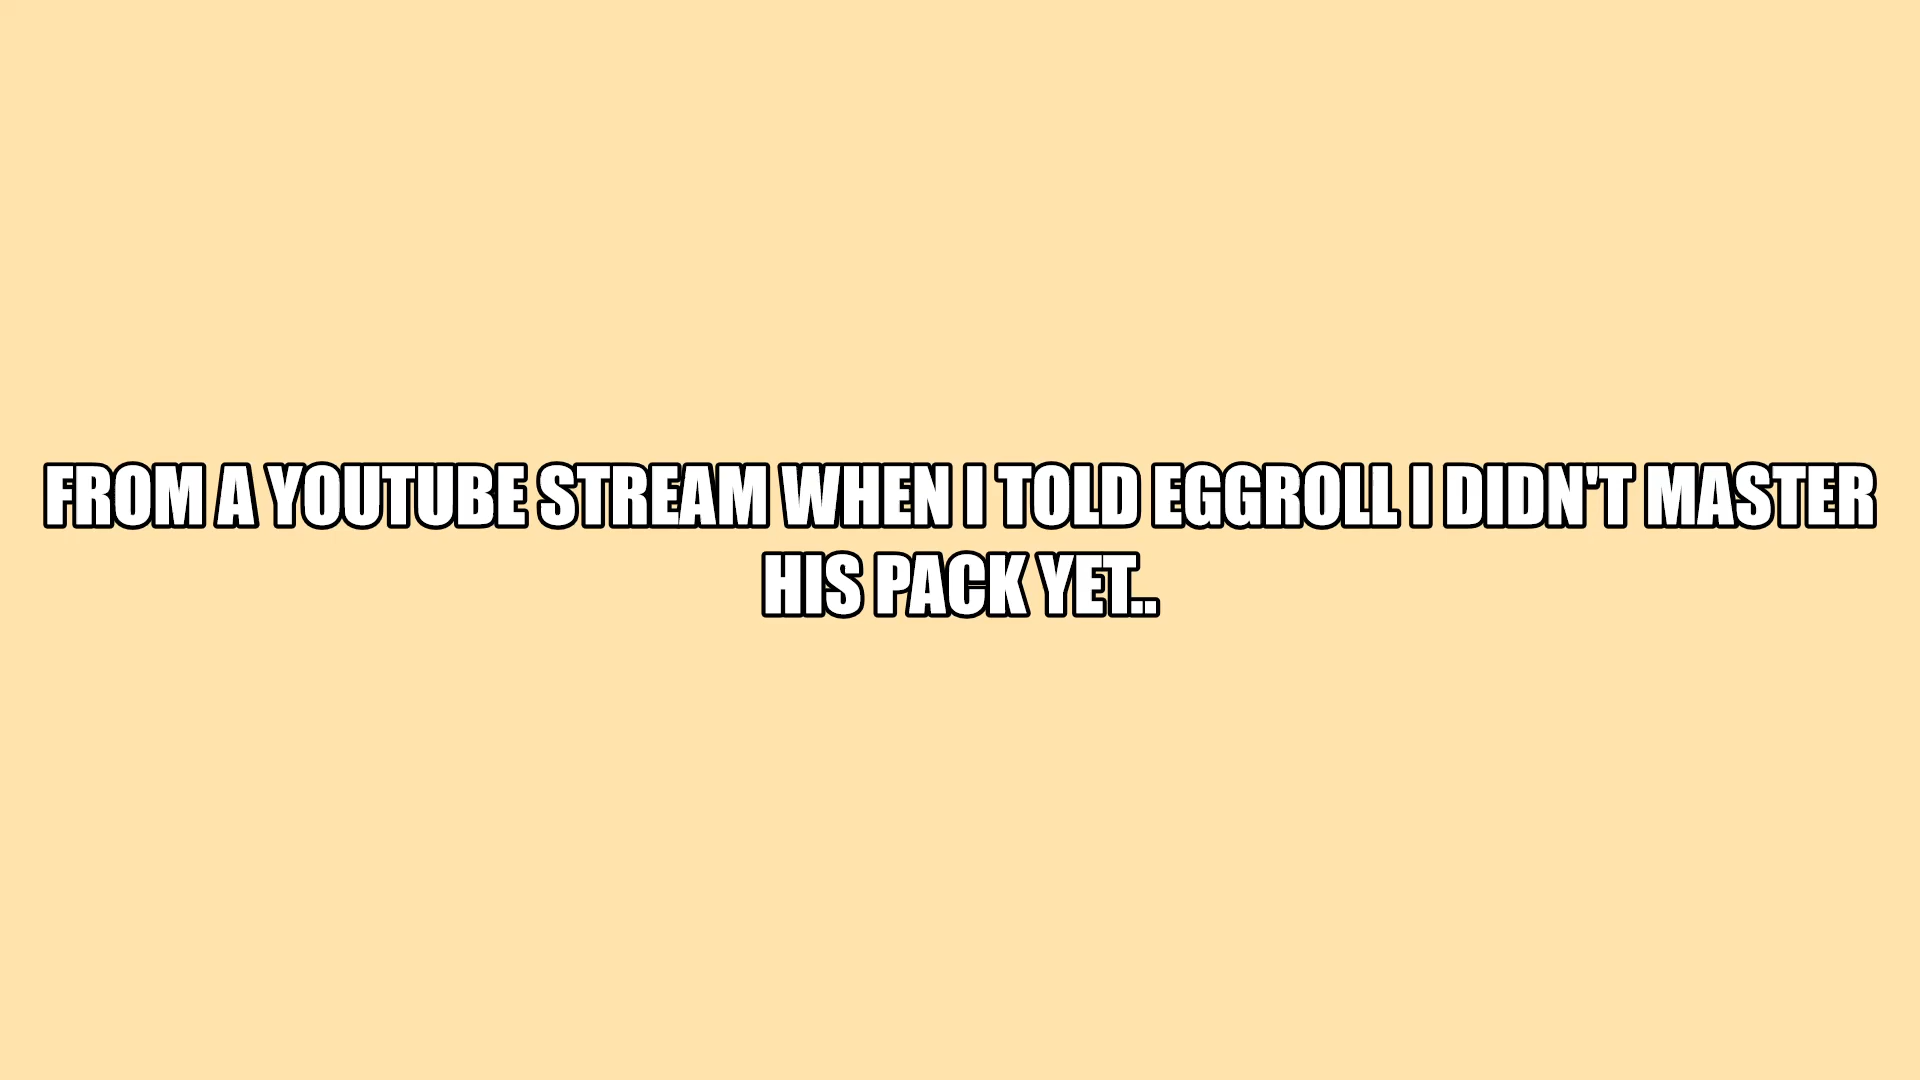 FROM A YOUTUBE STREAM WHEN I TOLD EGGROLL I DIDN'T MASTER
HIS PACK YET..